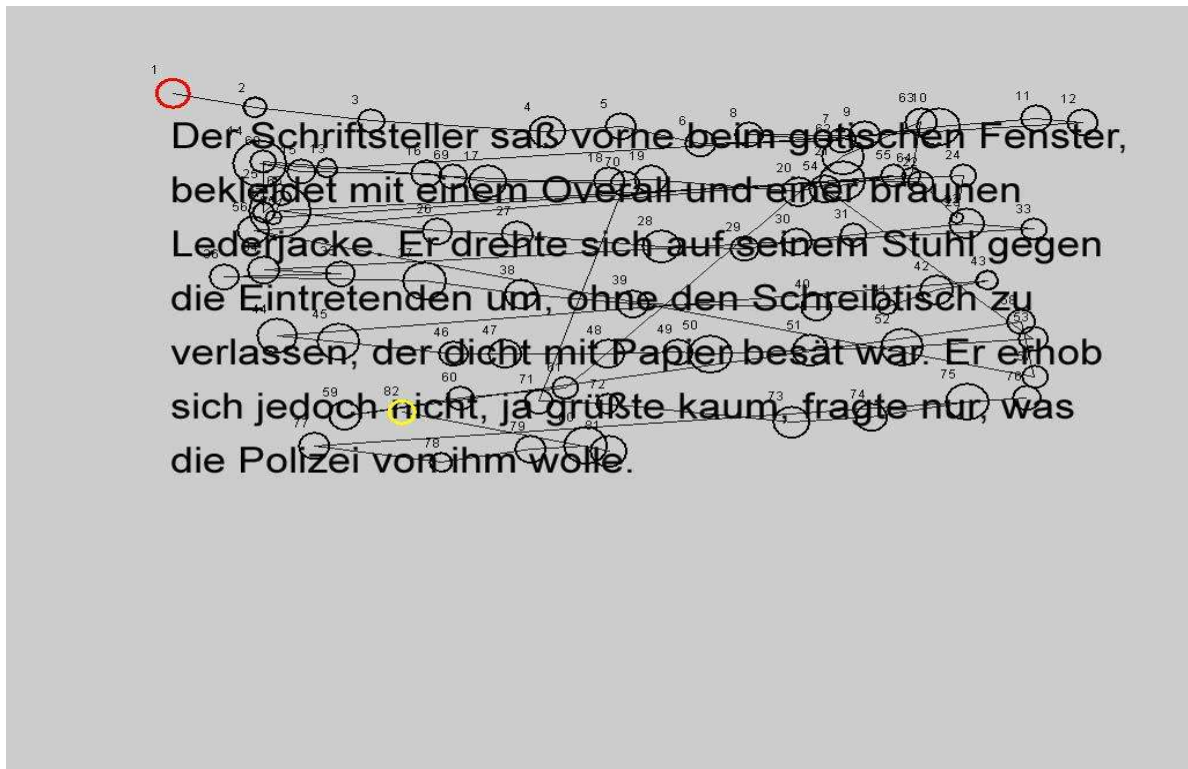 Der Schriftsteller saß vorne beim gotischen Fenster,
bekleidet mit einem Overall und einer braunen
Lederjacke. Er drehte sich auf seinem Stuhl gegen
die Eintretenden um, ohne den Schreibtisch zu
verlassen, der dicht mit Papier besät war. Er erhob
sich jedoch nicht, ja grüßte kaum, fragte nur, was
die Polizei von ihm wolle.